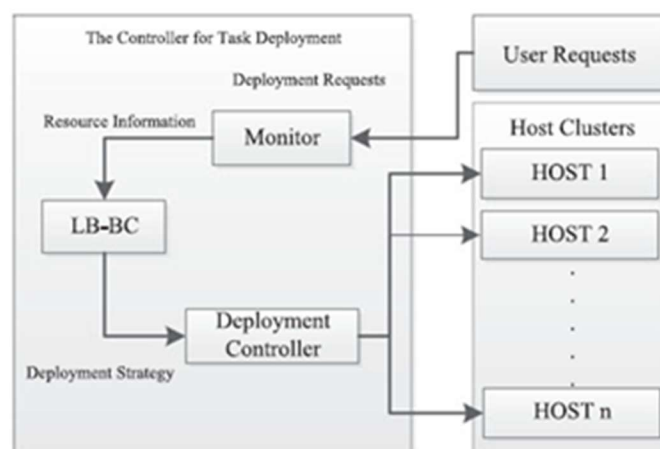 The Controller for Task Deployment
User Requests
Deployment Requests
Resource Information
Monitor
Host Clusters
HOST 1
LB-BC
HOST 2
Deployment
Controller
Deployment Strategy
HOST n